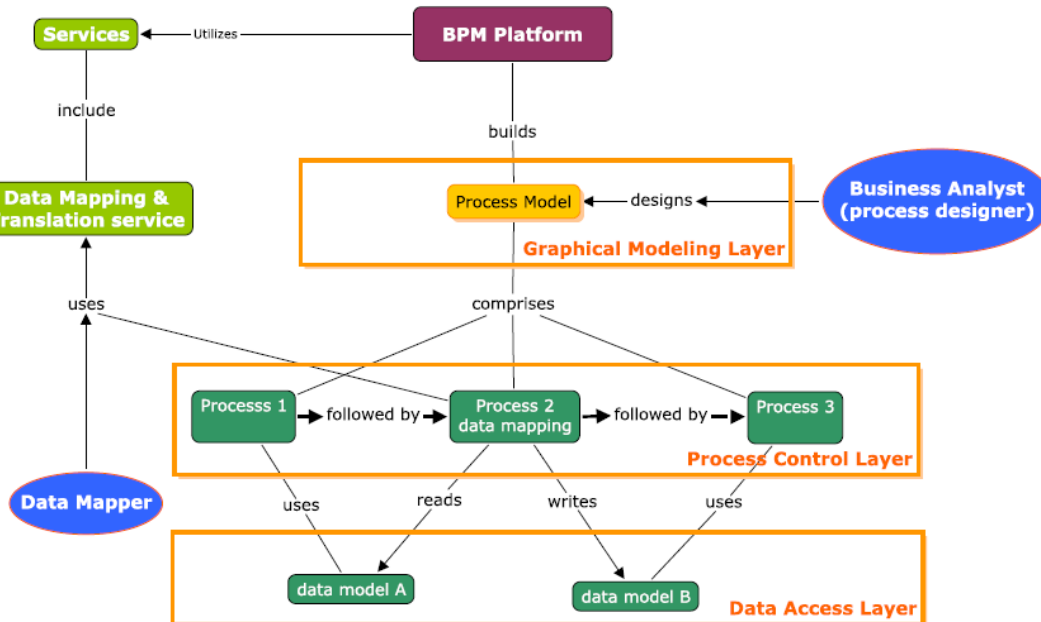 Services
Utilizes
BPM Platform
include
builds
Data Mapping &
Translation service
Process Model
designs
Business Analyst
(process designer)
Graphical Modeling Layer
uses
comprises
Processs 1
followed by
Process 2
data mapping
followed by
Process 3
Process Control Layer
Data Mapper
uses
reads
writes
uses
data model A
data model B
Data Access Layer